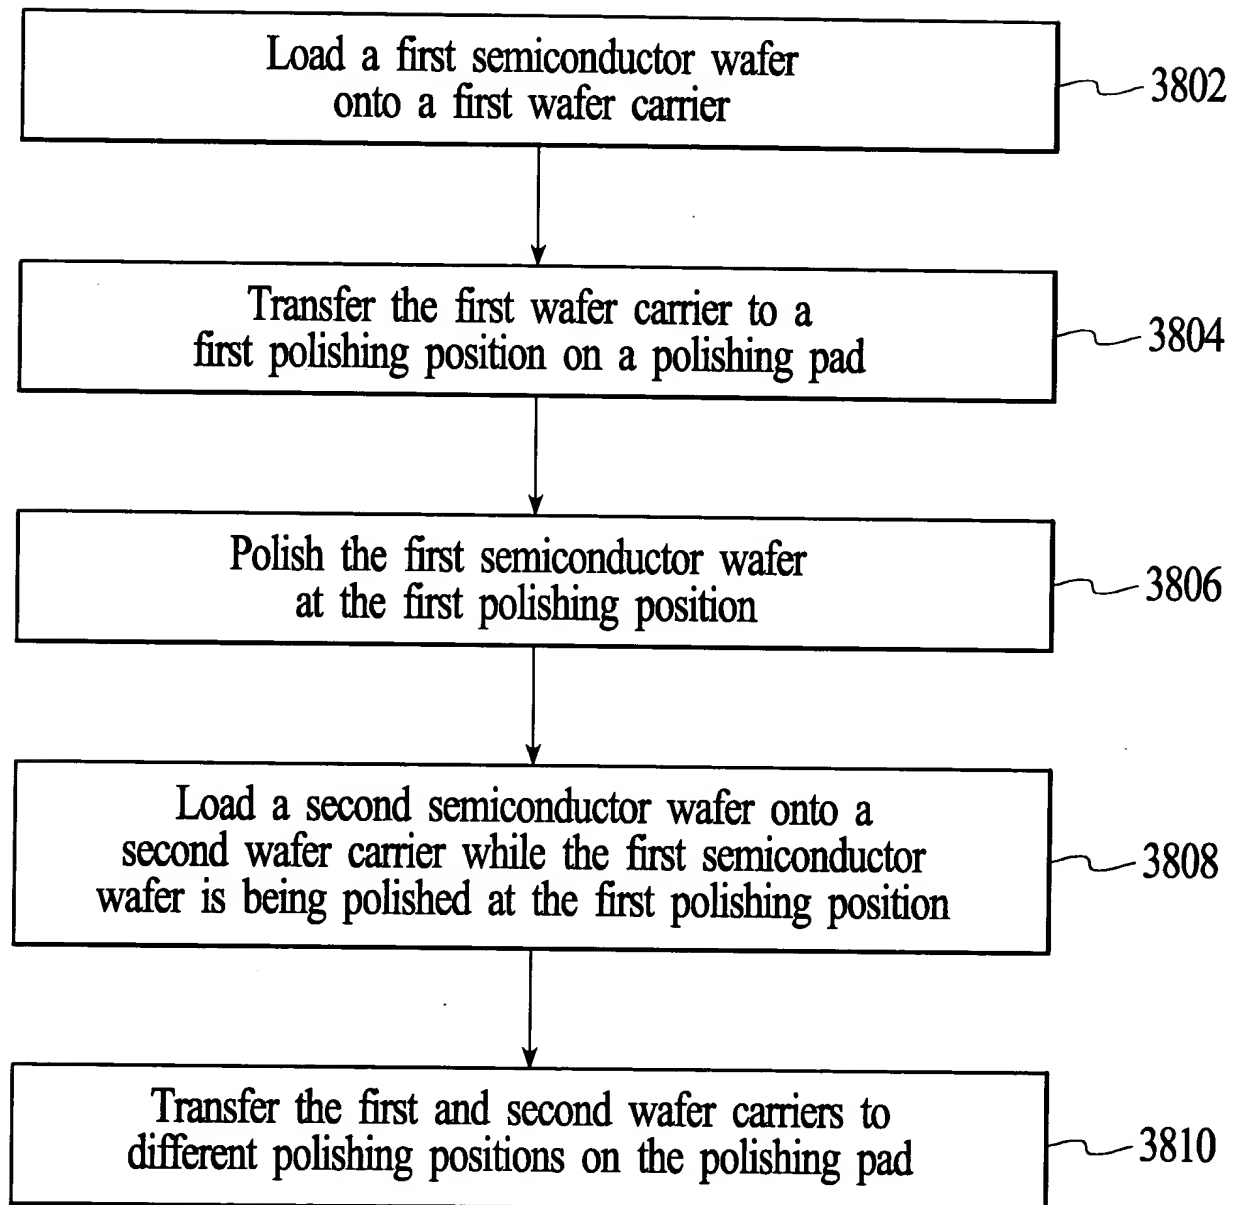 Load a first semiconductor wafer
onto a first wafer carrier
3802
Transfer the first wafer carrier to a
first polishing position on a polishing pad
3804
Polish the first semiconductor wafer
at the first polishing position
3806
Load a second semiconductor wafer onto a
second wafer carrier while the first semiconductor
wafer is being polished at the first polishing position
3808
Transfer the first and second wafer carriers to
different polishing positions on the polishing pad
3810